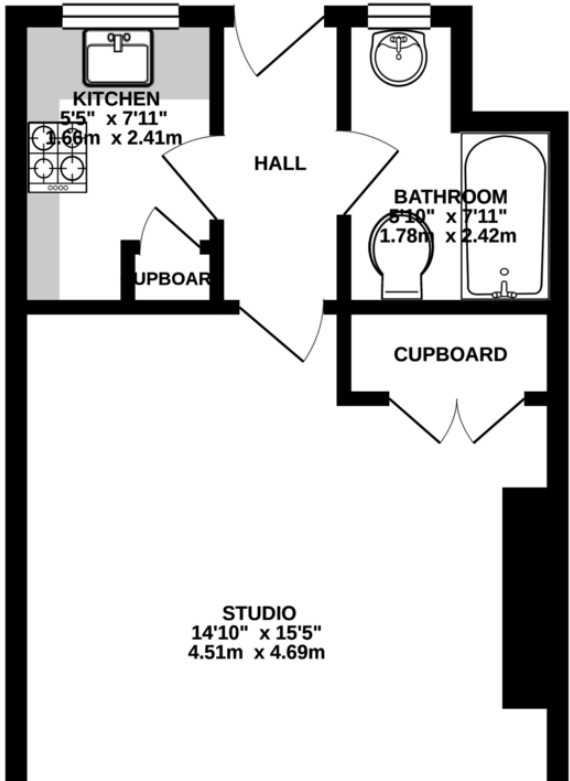 KITCHEN
5'5" x 7'11"
1.66m x 2.41m
HALL
BATHROOM
5'10" x 7'11"
1.78m x 2.42m
UPBOAR
CUPBOARD
STUDIO
14'10" x 15'5"
4.51m x 4.69m